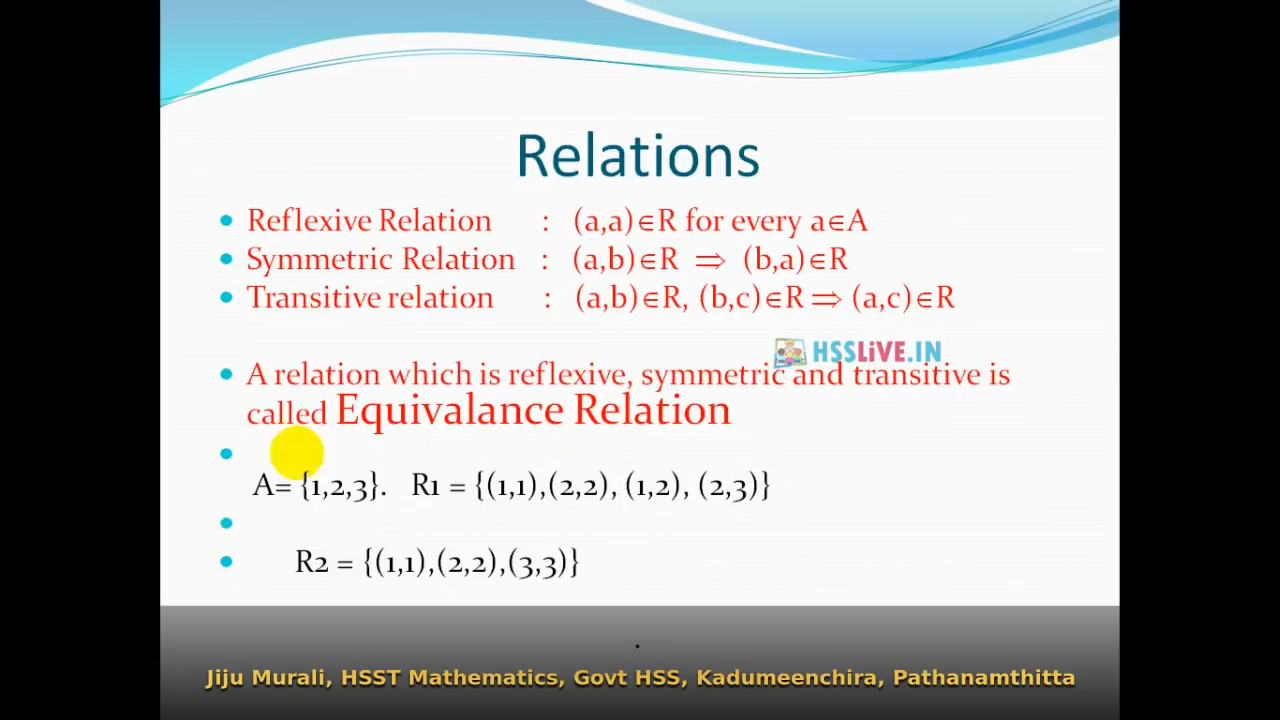 Relations
• Reflexive Relation : (a,a)∈R for every a∈A
• Symmetric Relation : (a,b)∈R ⇒ (b,a)∈R
• Transitive relation : (a,b)∈R, (b,c)∈R ⇒ (a,c)∈R
HSSLiVE.IN
• A relation which is reflexive, symmetric and transitive is
called Equivalance Relation
•
A= {1,2,3}. R1 = {(1,1),(2,2), (1,2), (2,3)}
•
• R2 = {(1,1),(2,2),(3,3)}
.
Jiju Murali, HSST Mathematics, Govt HSS, Kadumeenchira, Pathanamthitta